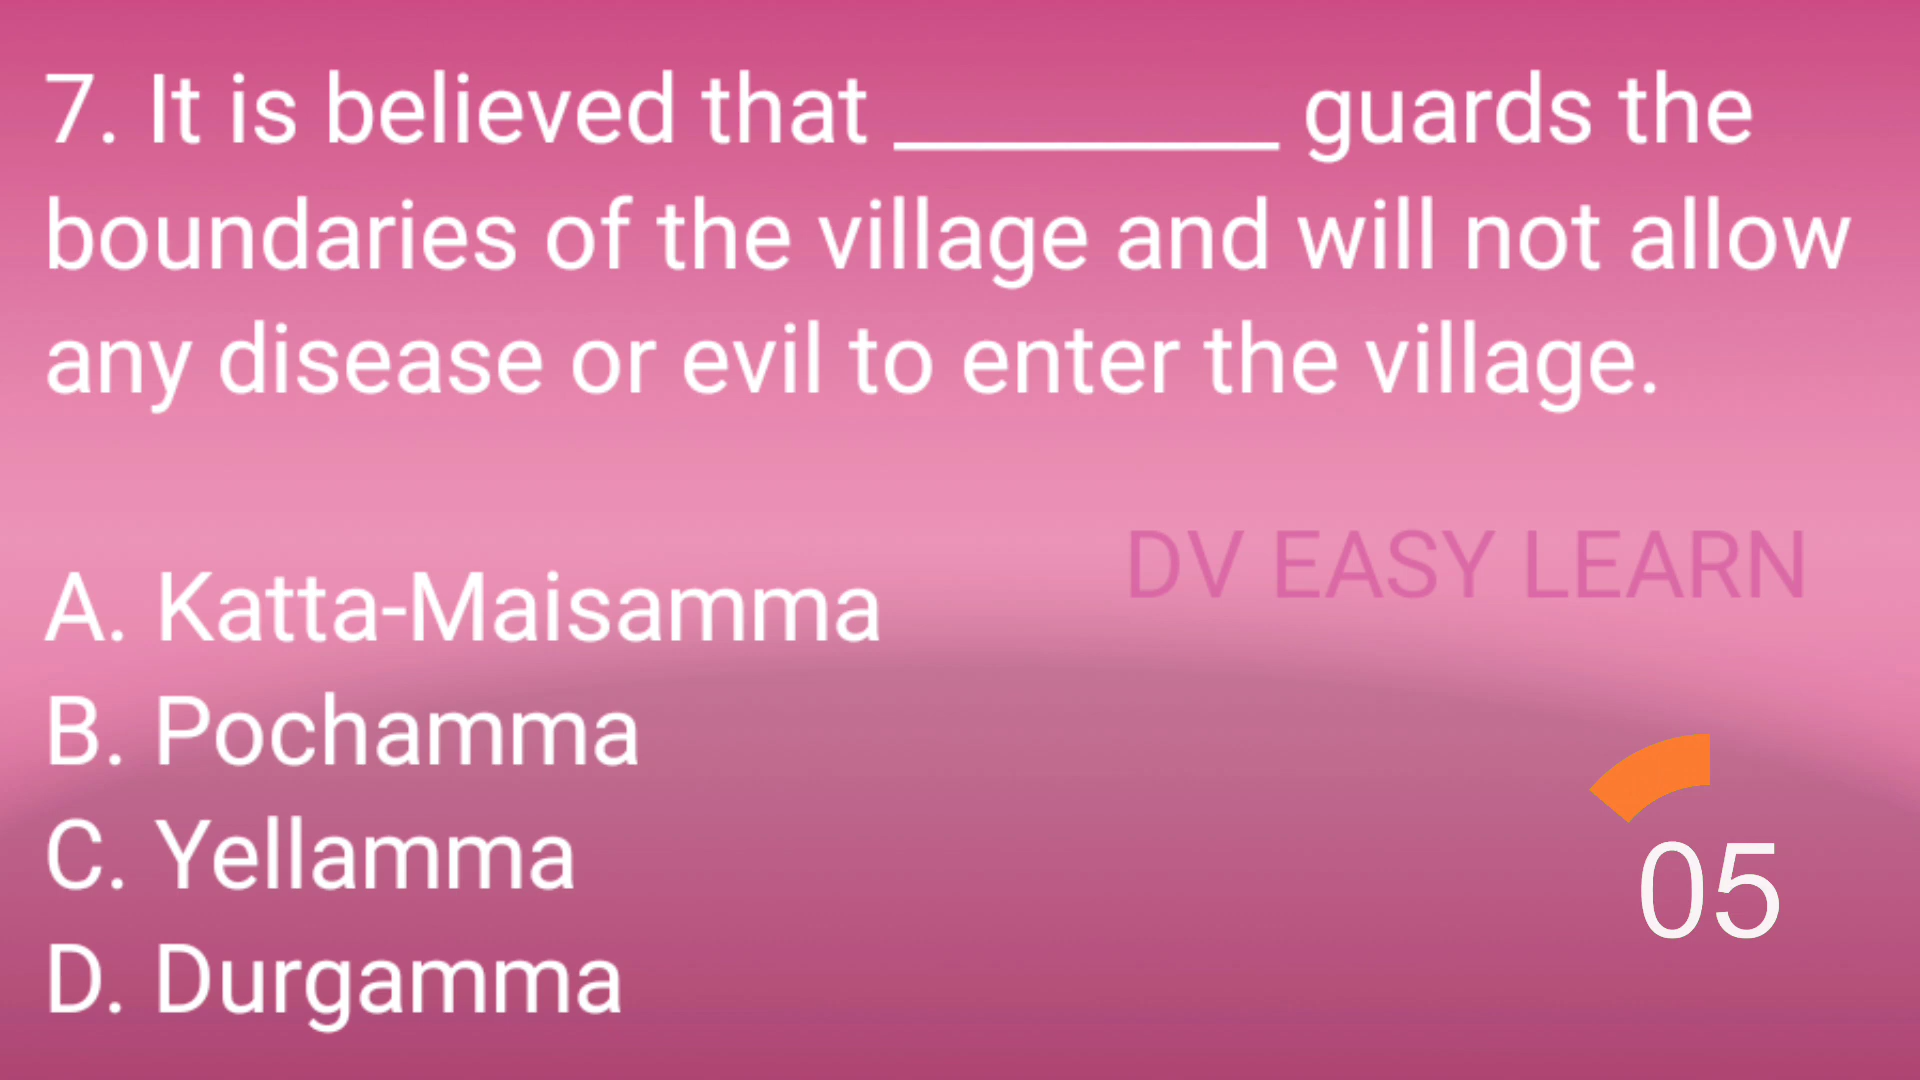 7. It is believed that _________ guards the
boundaries of the village and will not allow
any disease or evil to enter the village.
DV EASY LEARN
A. Katta-Maisamma
B. Pochamma
C. Yellamma
D. Durgamma
05